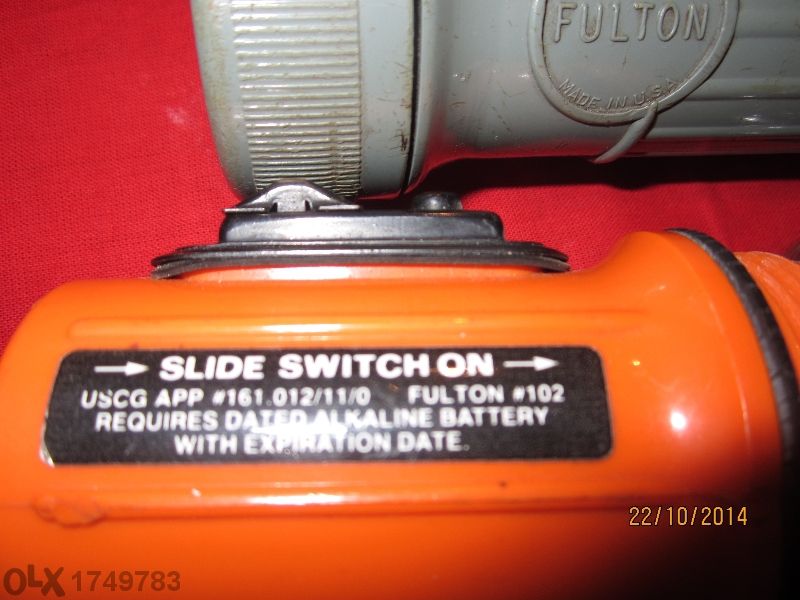 FULTON
MADE IN U.S.A.
→ SLIDE SWITCH ON →
USCG APP #161.012/11/0 FULTON #102
REQUIRES DATED ALKALINE BATTERY
WITH EXPIRATION DATE.
22/10/2014
OLX 1749783